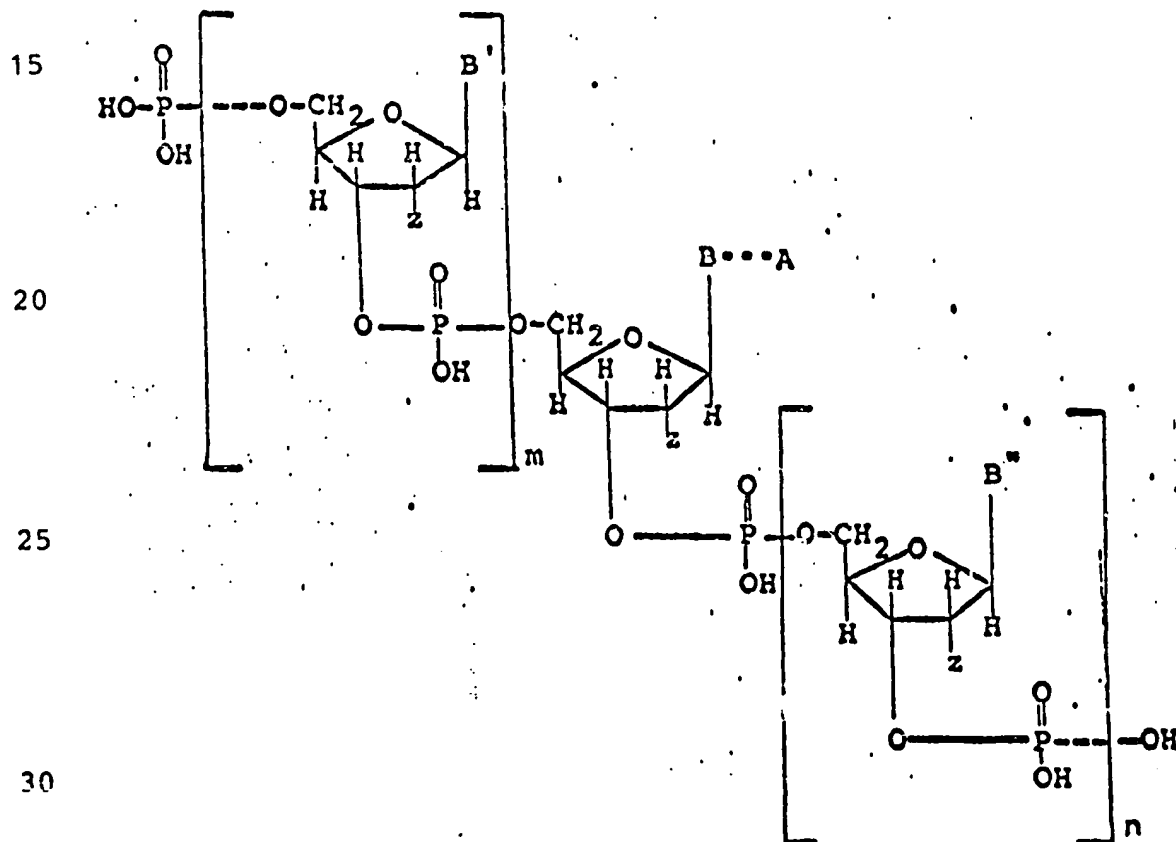 O
15 B'
HO-P---O-CH2 O
OH H H
H H
z
B•••A
O
20
O-P-O-CH2 O
OH H H
H H
z
m
B"
O
25 O-P-O-CH2 O
OH H H
H H
z
O
O-P---OH
OH
30
n